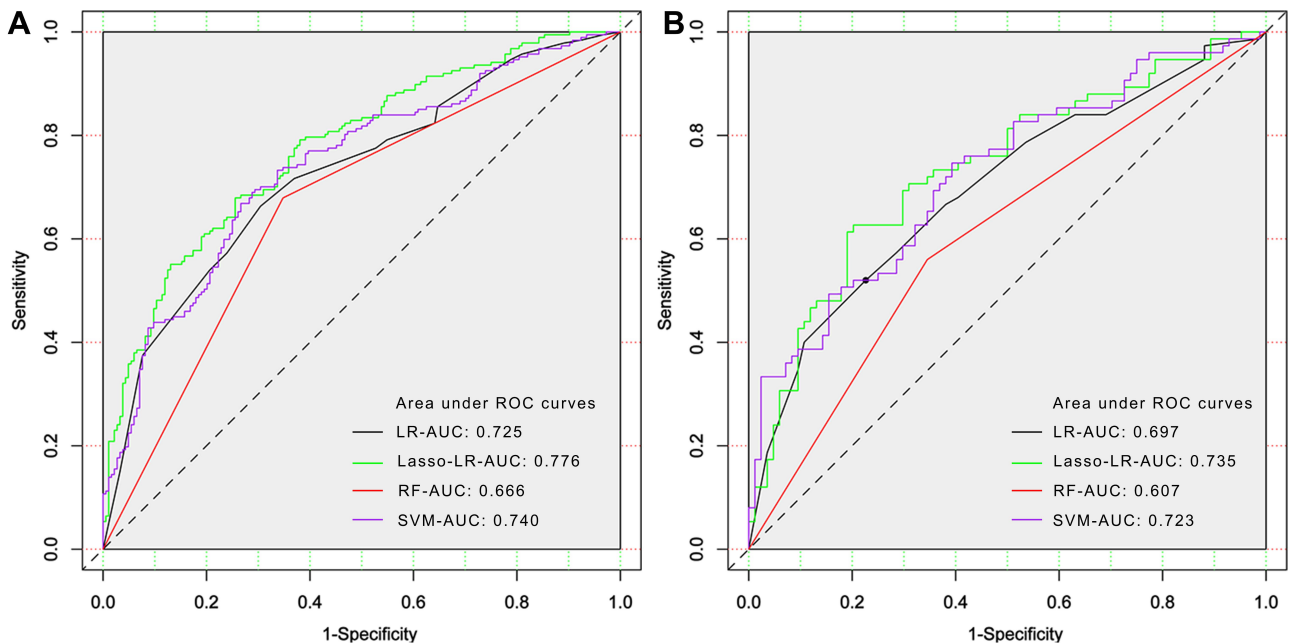 A
1.0
0.8
0.6
0.4
0.2
0.0
Sensitivity
Area under ROC curves
LR-AUC: 0.725
Lasso-LR-AUC: 0.776
RF-AUC: 0.666
SVM-AUC: 0.740
0.0 0.2 0.4 0.6 0.8 1.0
1-Specificity
B
1.0
0.8
0.6
0.4
0.2
0.0
Sensitivity
Area under ROC curves
LR-AUC: 0.697
Lasso-LR-AUC: 0.735
RF-AUC: 0.607
SVM-AUC: 0.723
0.0 0.2 0.4 0.6 0.8 1.0
1-Specificity